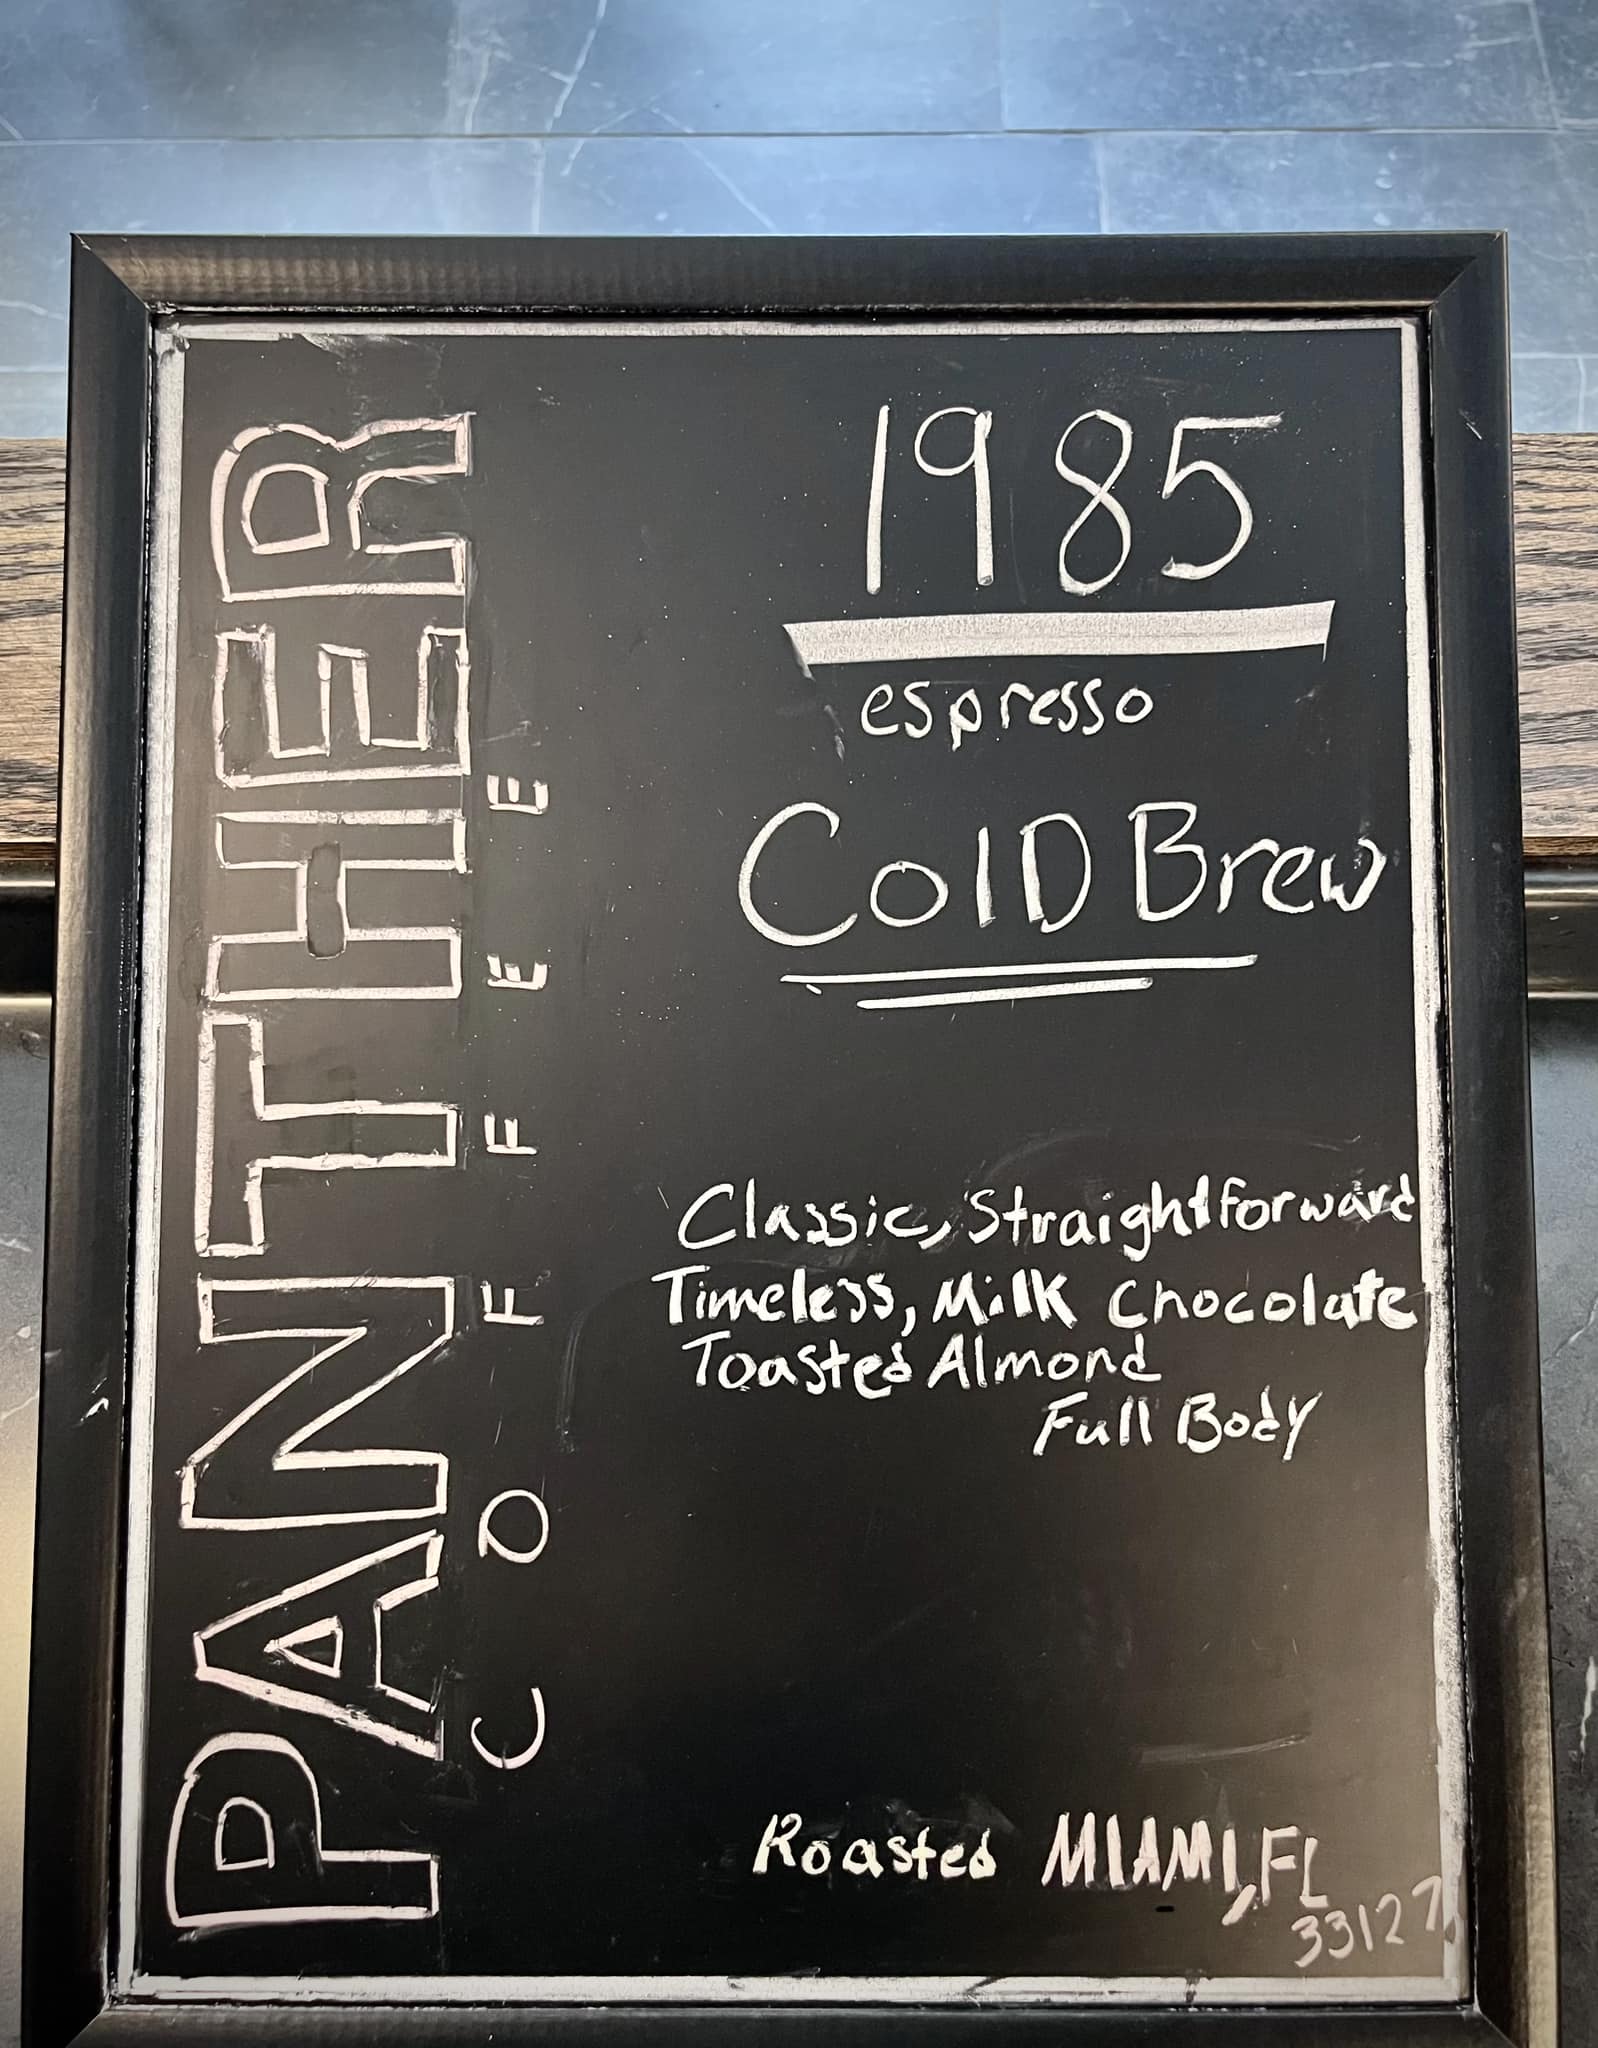 PANTHER
COFFEE
1985
espresso
ColD Brew
Classic, Straightforward
Timeless, Milk Chocolate
Toasted Almond
Full Body
Roasted MIAMI, FL
33127